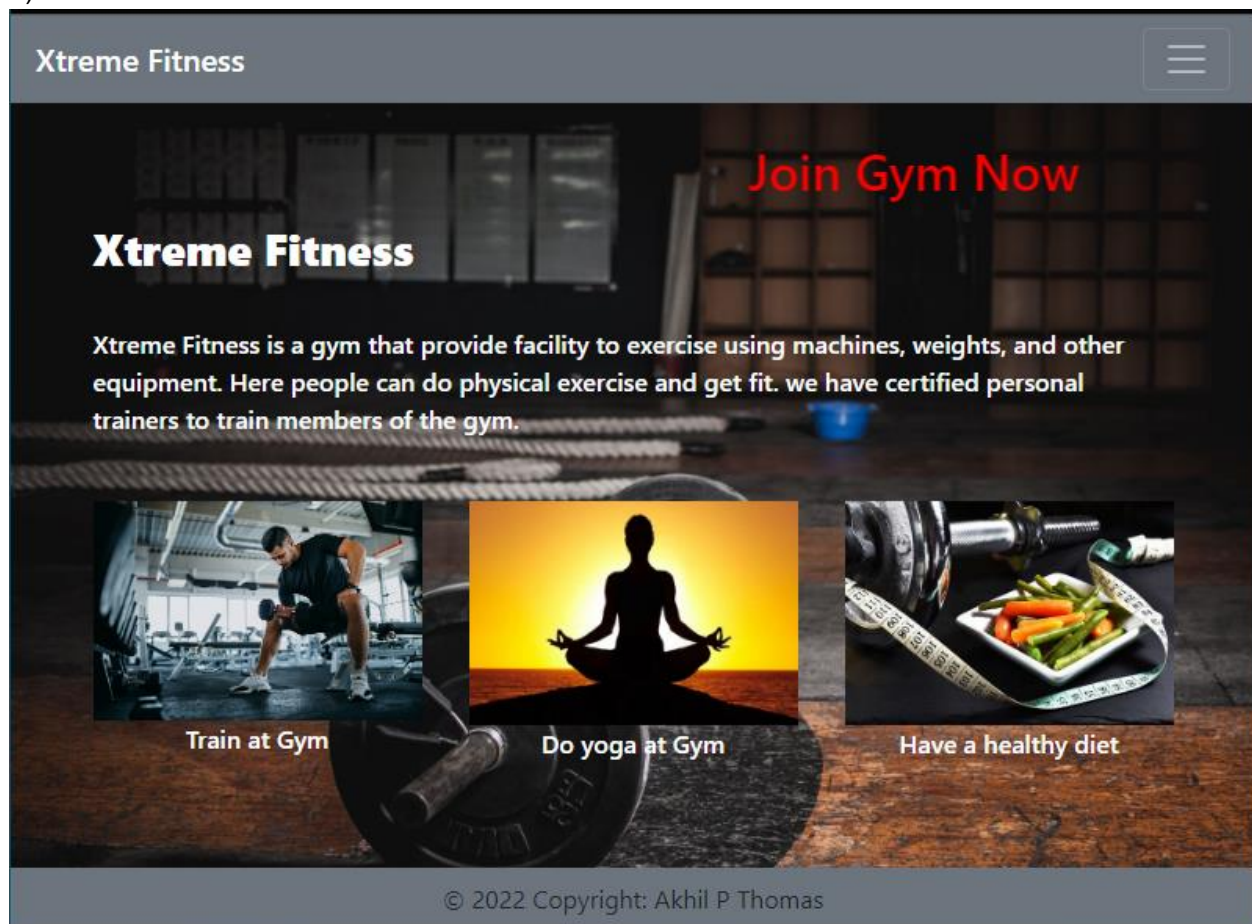 Xtreme Fitness
Join Gym Now
Xtreme Fitness
Xtreme Fitness is a gym that provide facility to exercise using machines, weights, and other
equipment. Here people can do physical exercise and get fit. we have certified personal
trainers to train members of the gym.
Train at Gym
Do yoga at Gym
Have a healthy diet
© 2022 Copyright: Akhil P Thomas